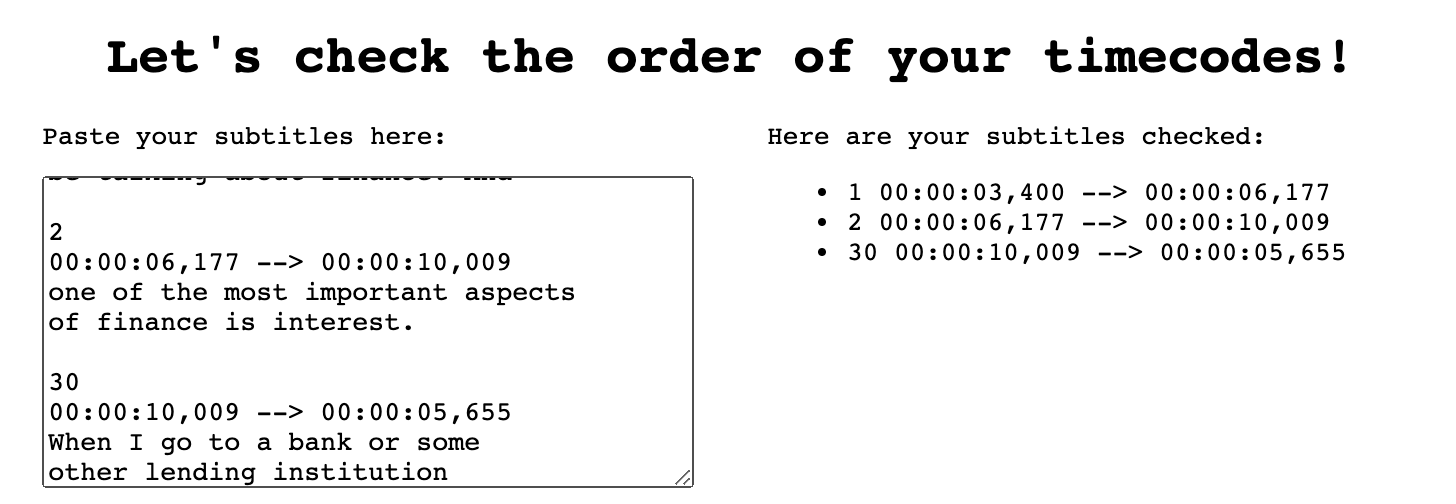 Let's check the order of your timecodes!
Paste your subtitles here:
2
00:00:06,177 --> 00:00:10,009
one of the most important aspects
of finance is interest.
30
00:00:10,009 --> 00:00:05,655
When I go to a bank or some
other lending institution
Here are your subtitles checked:
• 1 00:00:03,400 --> 00:00:06,177
• 2 00:00:06,177 --> 00:00:10,009
• 30 00:00:10,009 --> 00:00:05,655